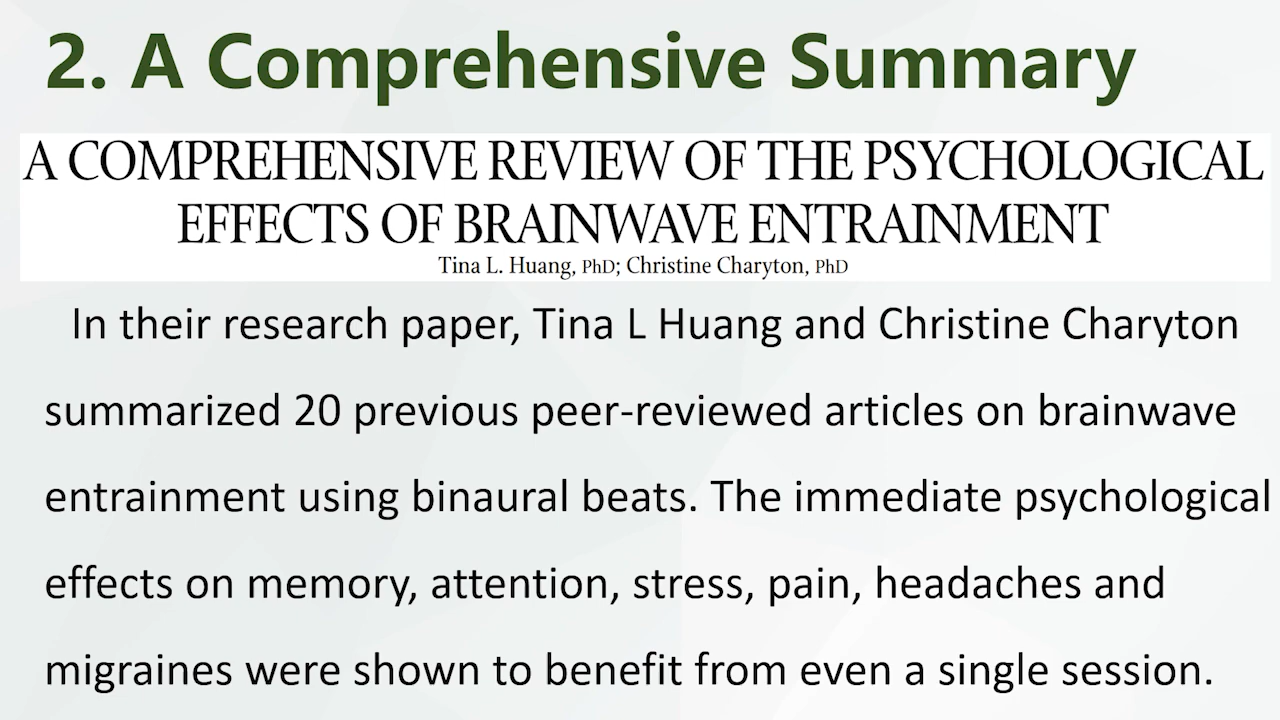 2. A Comprehensive Summary
A COMPREHENSIVE REVIEW OF THE PSYCHOLOGICAL
EFFECTS OF BRAINWAVE ENTRAINMENT
Tina L. Huang, PhD; Christine Charyton, PhD
In their research paper, Tina L Huang and Christine Charyton
summarized 20 previous peer-reviewed articles on brainwave
entrainment using binaural beats. The immediate psychological
effects on memory, attention, stress, pain, headaches and
migraines were shown to benefit from even a single session.